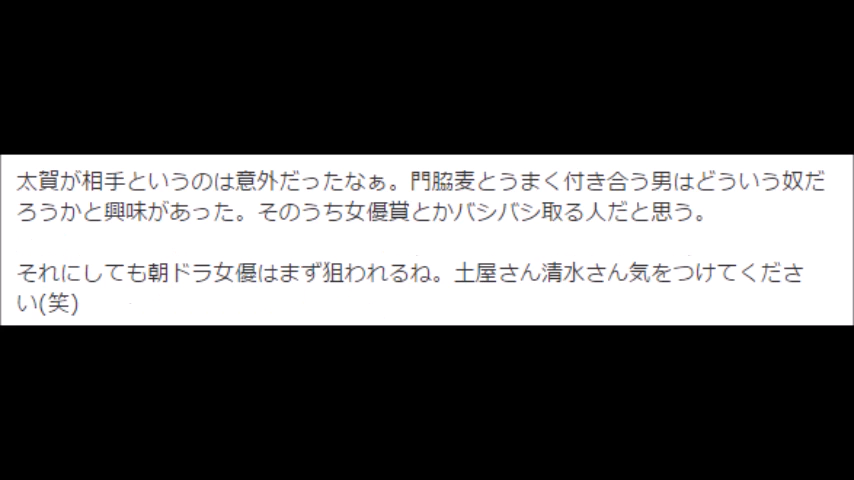 太賀が相手というのは意外だったなぁ。門脇麦とうまく付き合う男はどういう奴だ
ろうかと興味があった。そのうち女優賞とかバシバシ取る人だと思う。
それにしても朝ドラ女優はまず狙われるね。土屋さん清水さん気をつけてくださ
い(笑)